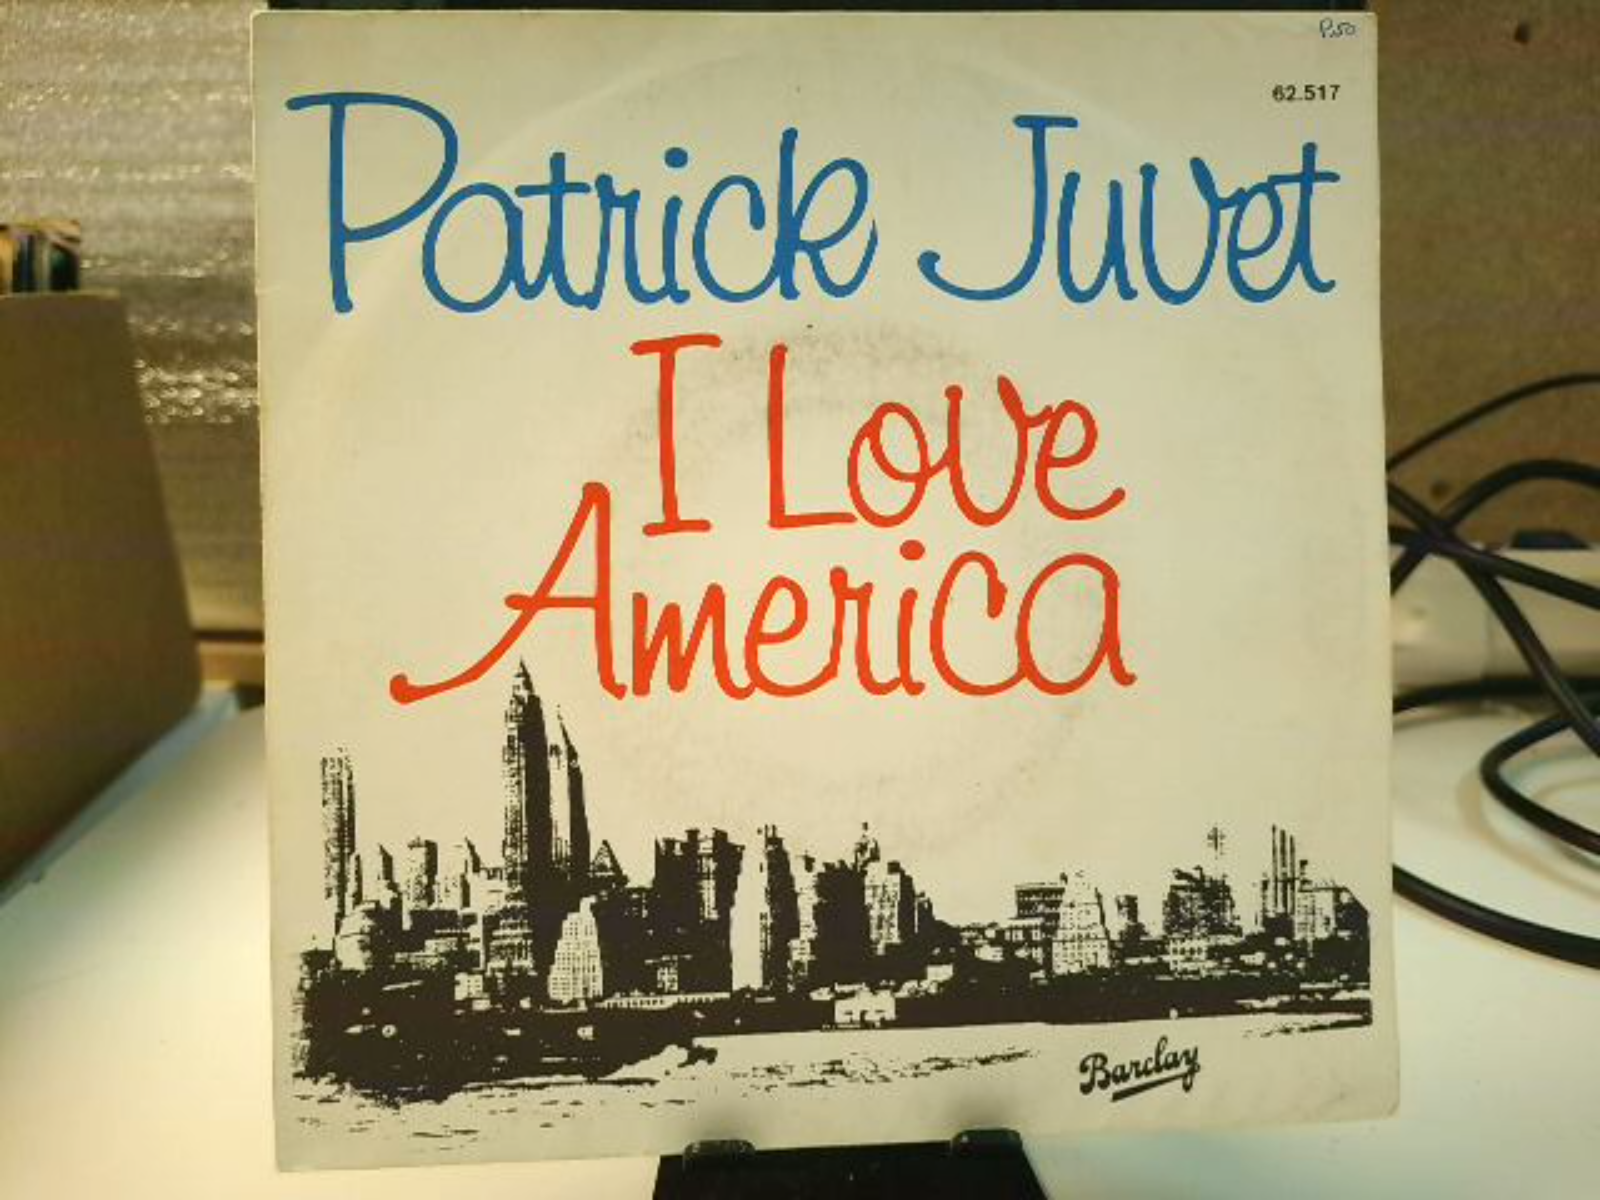 62.517
Patrick Juvet
I Love
America
Barclay